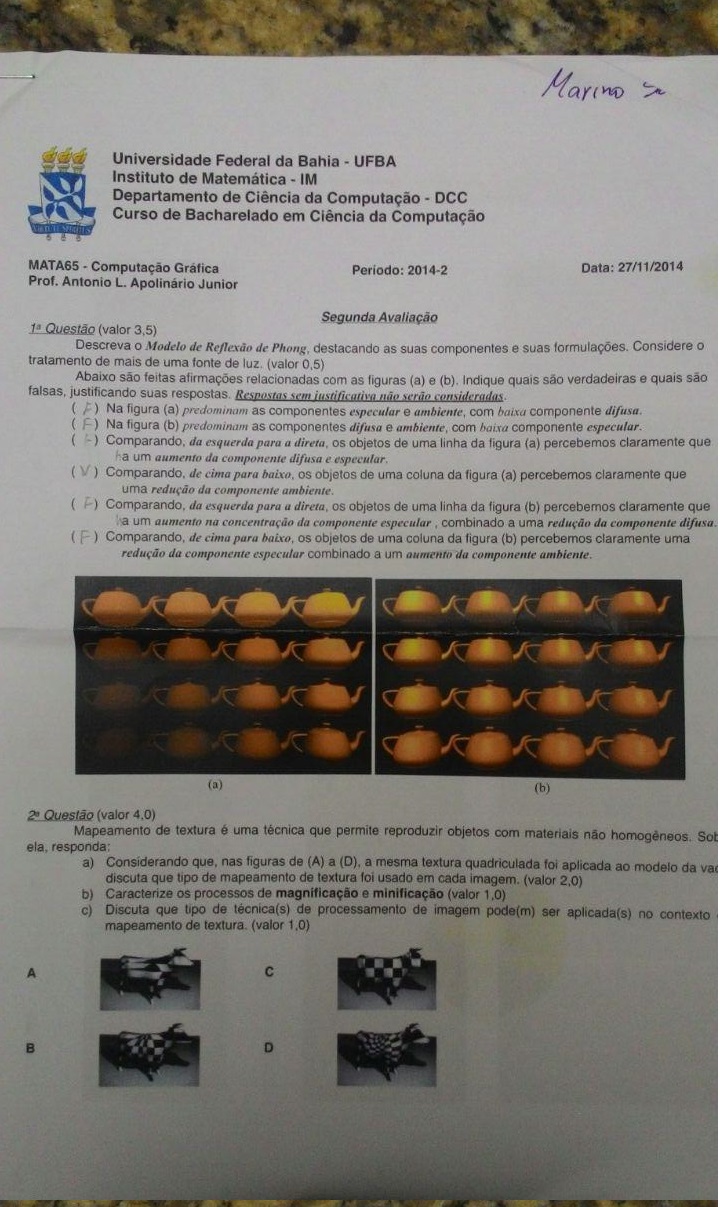 Marino
Universidade Federal da Bahia - UFBA
Instituto de Matemática - IM
Departamento de Ciência da Computação - DCC
Curso de Bacharelado em Ciência da Computação
MATA65 - Computação Gráfica Período: 2014-2 Data: 27/11/2014
Prof. Antonio L. Apolinário Junior
Segunda Avaliação
1ª Questão (valor 3,5)
Descreva o Modelo de Reflexão de Phong, destacando as suas componentes e suas formulações. Considere o
tratamento de mais de uma fonte de luz. (valor 0,5)
Abaixo são feitas afirmações relacionadas com as figuras (a) e (b). Indique quais são verdadeiras e quais são
falsas, justificando suas respostas. Respostas sem justificativa não serão consideradas.
( F ) Na figura (a) predominam as componentes especular e ambiente, com baixa componente difusa.
( F ) Na figura (b) predominam as componentes difusa e ambiente, com baixa componente especular.
( F ) Comparando, da esquerda para a direta, os objetos de uma linha da figura (a) percebemos claramente que
ha um aumento da componente difusa e especular.
( V ) Comparando, de cima para baixo, os objetos de uma coluna da figura (a) percebemos claramente que
uma redução da componente ambiente.
( F ) Comparando, da esquerda para a direta, os objetos de uma linha da figura (b) percebemos claramente que
ha um aumento na concentração da componente especular , combinado a uma redução da componente difusa.
( F ) Comparando, de cima para baixo, os objetos de uma coluna da figura (b) percebemos claramente uma
redução da componente especular combinado a um aumento da componente ambiente.
(a) (b)
2ª Questão (valor 4,0)
Mapeamento de textura é uma técnica que permite reproduzir objetos com materiais não homogêneos. Sob
ela, responda:
a) Considerando que, nas figuras de (A) a (D), a mesma textura quadriculada foi aplicada ao modelo da vac
discuta que tipo de mapeamento de textura foi usado em cada imagem. (valor 2,0)
b) Caracterize os processos de magnificação e minificação (valor 1,0)
c) Discuta que tipo de técnica(s) de processamento de imagem pode(m) ser aplicada(s) no contexto
mapeamento de textura. (valor 1,0)
A C
B D